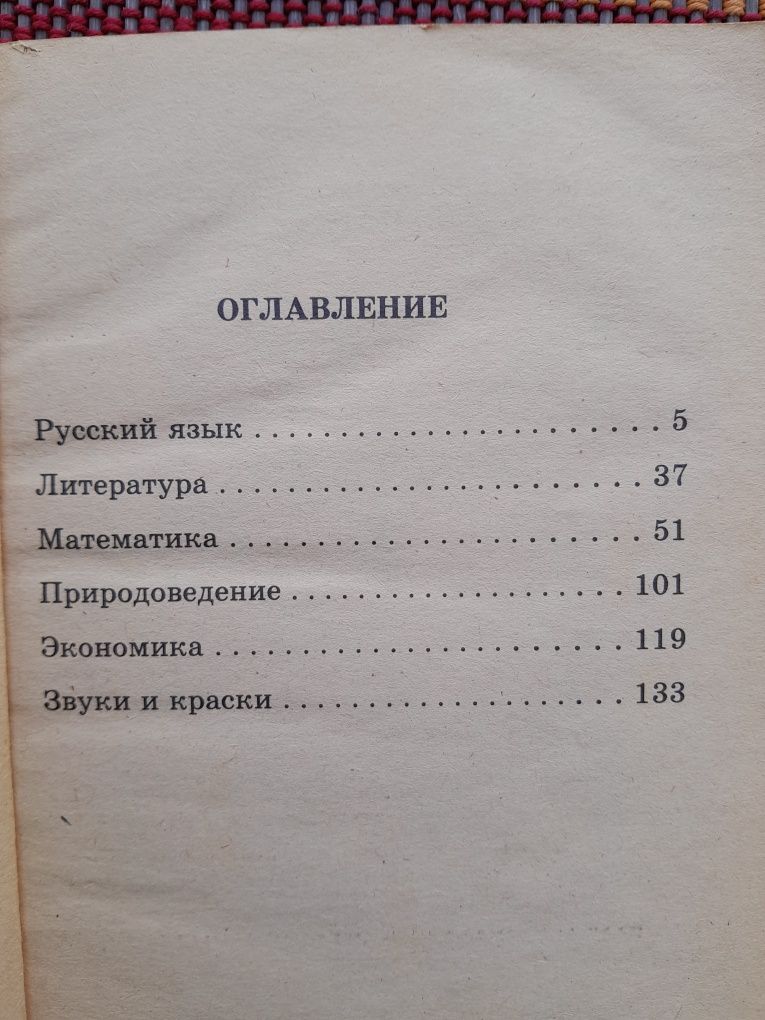 ОГЛАВЛЕНИЕ
Русский язык . . . . . . . . . . . . . . . . . . . . . . . 5
Литература . . . . . . . . . . . . . . . . . . . . . . . . 37
Математика . . . . . . . . . . . . . . . . . . . . . . . 51
Природоведение . . . . . . . . . . . . . . . . . . . . 101
Экономика . . . . . . . . . . . . . . . . . . . . . . . . 119
Звуки и краски . . . . . . . . . . . . . . . . . . . . 133